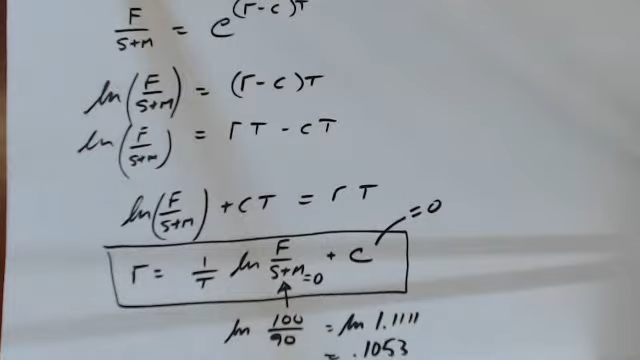 F/(S+M) = e^(r-c)T
ln(F/(S+M)) = (r-c)T
ln(F/(S+M)) = rT - cT
ln(F/(S+M)) + cT = rT
r = 1/T ln F/(S+M) + c
=0
=0
ln 100/90 = ln 1.1111
= .1053